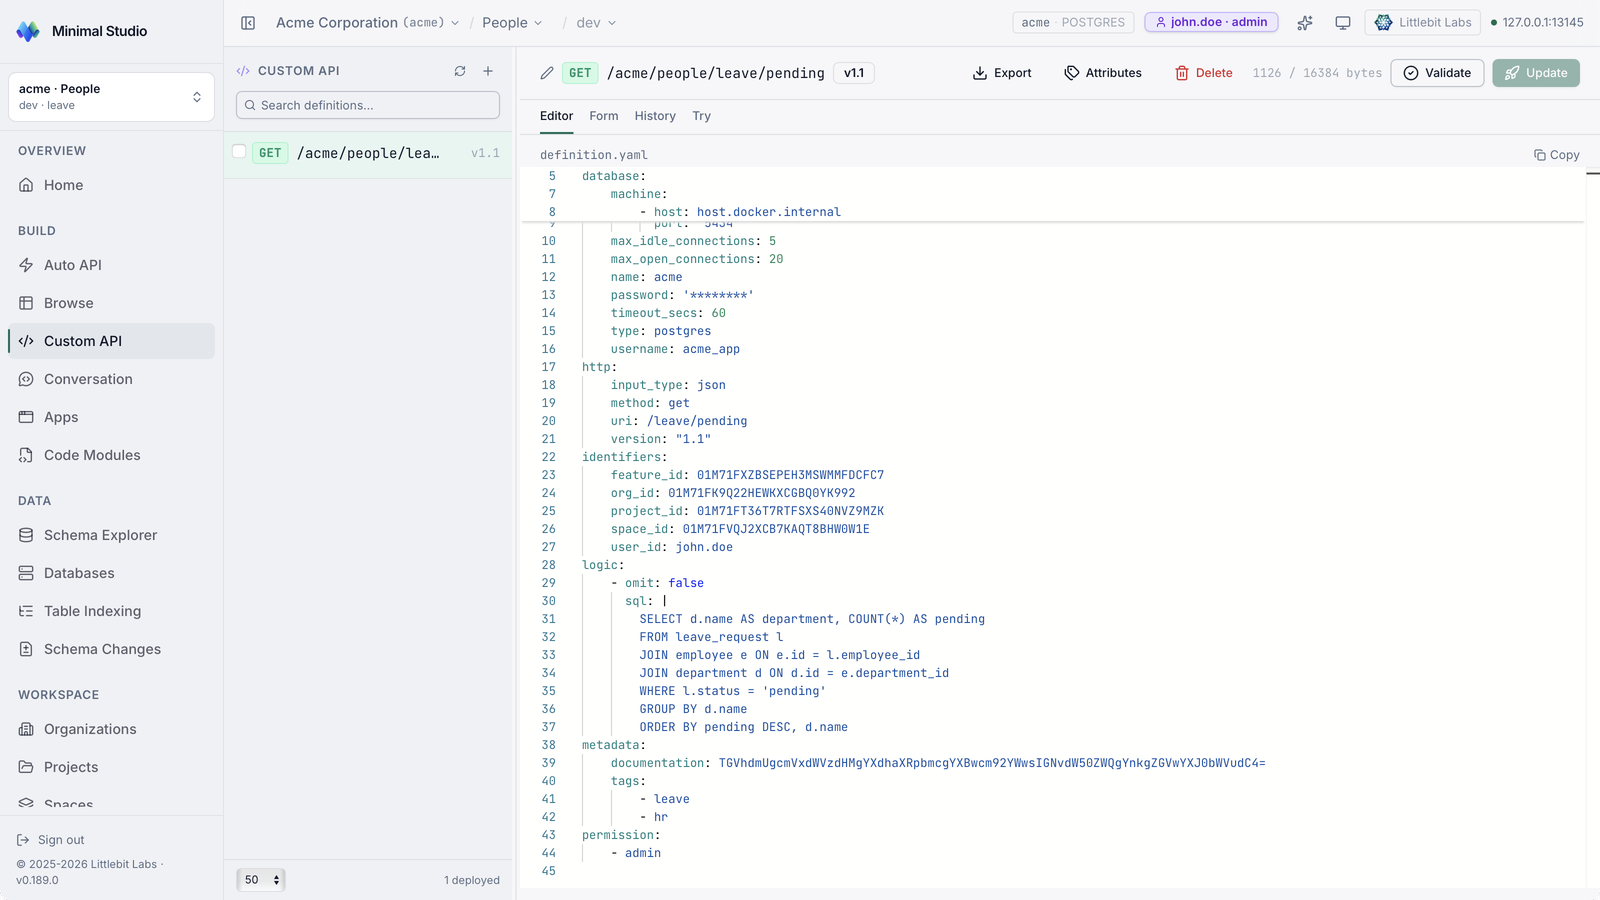 Minimal Studio
Acme Corporation (acme) / People / dev
acme · POSTGRES
john.doe · admin
Littlebit Labs
127.0.0.1:13145
acme · People
dev · leave
OVERVIEW
Home
BUILD
Auto API
Browse
Custom API
Conversation
Apps
Code Modules
DATA
Schema Explorer
Databases
Table Indexing
Schema Changes
WORKSPACE
Organizations
Projects
Spaces
Sign out
© 2025-2026 Littlebit Labs ·
v0.189.0
CUSTOM API
Search definitions...
GET /acme/people/lea… v1.1
50
1 deployed
GET /acme/people/leave/pending v1.1
Export
Attributes
Delete
1126 / 16384 bytes
Validate
Update
Editor Form History Try
definition.yaml
Copy
5 database:
7 machine:
8 - host: host.docker.internal
9 port: "5434"
10 max_idle_connections: 5
11 max_open_connections: 20
12 name: acme
13 password: '********'
14 timeout_secs: 60
15 type: postgres
16 username: acme_app
17 http:
18 input_type: json
19 method: get
20 uri: /leave/pending
21 version: "1.1"
22 identifiers:
23 feature_id: 01M71FXZBSEPEH3MSWMMFDCFC7
24 org_id: 01M71FK9Q22HEWKXCGBQ0YK992
25 project_id: 01M71FT36T7RTFSXS40NVZ9MZK
26 space_id: 01M71FVQJ2XCB7KAQT8BHW0W1E
27 user_id: john.doe
28 logic:
29 - omit: false
30 sql: |
31 SELECT d.name AS department, COUNT(*) AS pending
32 FROM leave_request l
33 JOIN employee e ON e.id = l.employee_id
34 JOIN department d ON d.id = e.department_id
35 WHERE l.status = 'pending'
36 GROUP BY d.name
37 ORDER BY pending DESC, d.name
38 metadata:
39 documentation: TGVhdmUgcmVxdWVzdHMgYXdhaXRpbmcgYXBwcm92YWwsIGNvdW50ZWQgYnkgZGVwYXJ0bWVudC4=
40 tags:
41 - leave
42 - hr
43 permission:
44 - admin
45